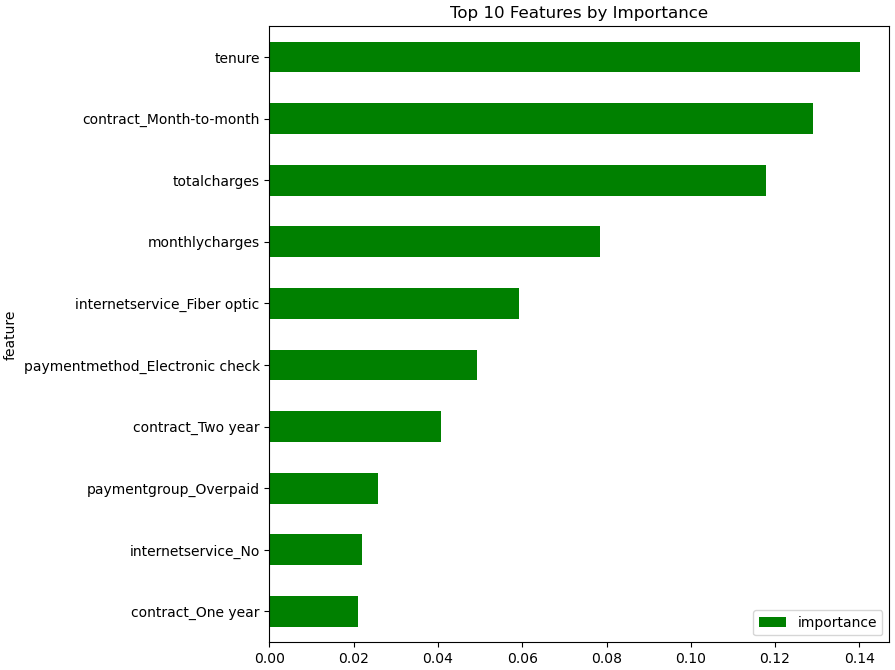 Top 10 Features by Importance
tenure
contract_Month-to-month
totalcharges
monthlycharges
internetservice_Fiber optic
paymentmethod_Electronic check
contract_Two year
paymentgroup_Overpaid
internetservice_No
contract_One year
feature
importance
0.00 0.02 0.04 0.06 0.08 0.10 0.12 0.14